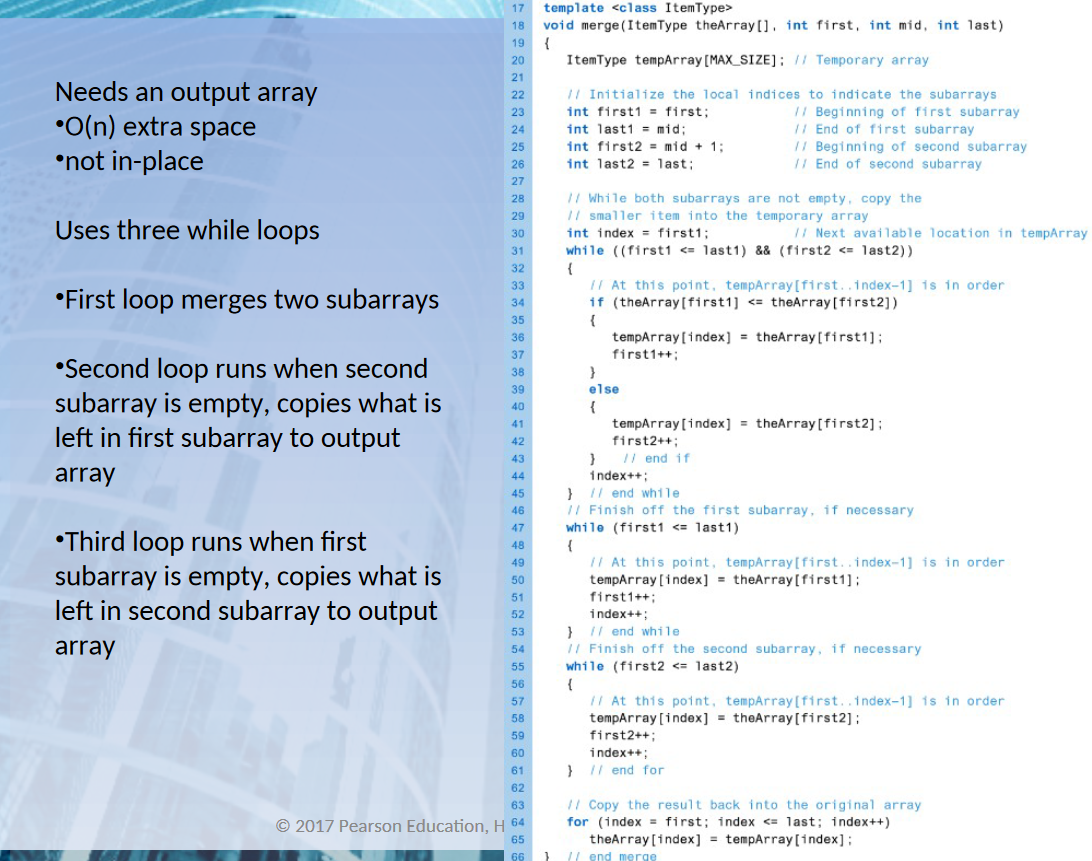 Needs an output array
•O(n) extra space
•not in-place
Uses three while loops
•First loop merges two subarrays
•Second loop runs when second
subarray is empty, copies what is
left in first subarray to output
array
•Third loop runs when first
subarray is empty, copies what is
left in second subarray to output
array
© 2017 Pearson Education, H
17 template <class ItemType>
18 void merge(ItemType theArray[], int first, int mid, int last)
19 {
20 ItemType tempArray[MAX_SIZE]; // Temporary array
21
22 // Initialize the local indices to indicate the subarrays
23 int first1 = first; // Beginning of first subarray
24 int last1 = mid; // End of first subarray
25 int first2 = mid + 1; // Beginning of second subarray
26 int last2 = last; // End of second subarray
27
28 // While both subarrays are not empty, copy the
29 // smaller item into the temporary array
30 int index = first1; // Next available location in tempArray
31 while ((first1 <= last1) && (first2 <= last2))
32 {
33 // At this point, tempArray[first..index–1] is in order
34 if (theArray[first1] <= theArray[first2])
35 {
36 tempArray[index] = theArray[first1];
37 first1++;
38 }
39 else
40 {
41 tempArray[index] = theArray[first2];
42 first2++;
43 } // end if
44 index++;
45 } // end while
46 // Finish off the first subarray, if necessary
47 while (first1 <= last1)
48 {
49 // At this point, tempArray[first..index–1] is in order
50 tempArray[index] = theArray[first1];
51 first1++;
52 index++;
53 } // end while
54 // Finish off the second subarray, if necessary
55 while (first2 <= last2)
56 {
57 // At this point, tempArray[first..index–1] is in order
58 tempArray[index] = theArray[first2];
59 first2++;
60 index++;
61 } // end for
62
63 // Copy the result back into the original array
64 for (index = first; index <= last; index++)
65 theArray[index] = tempArray[index];
66 } // end merge